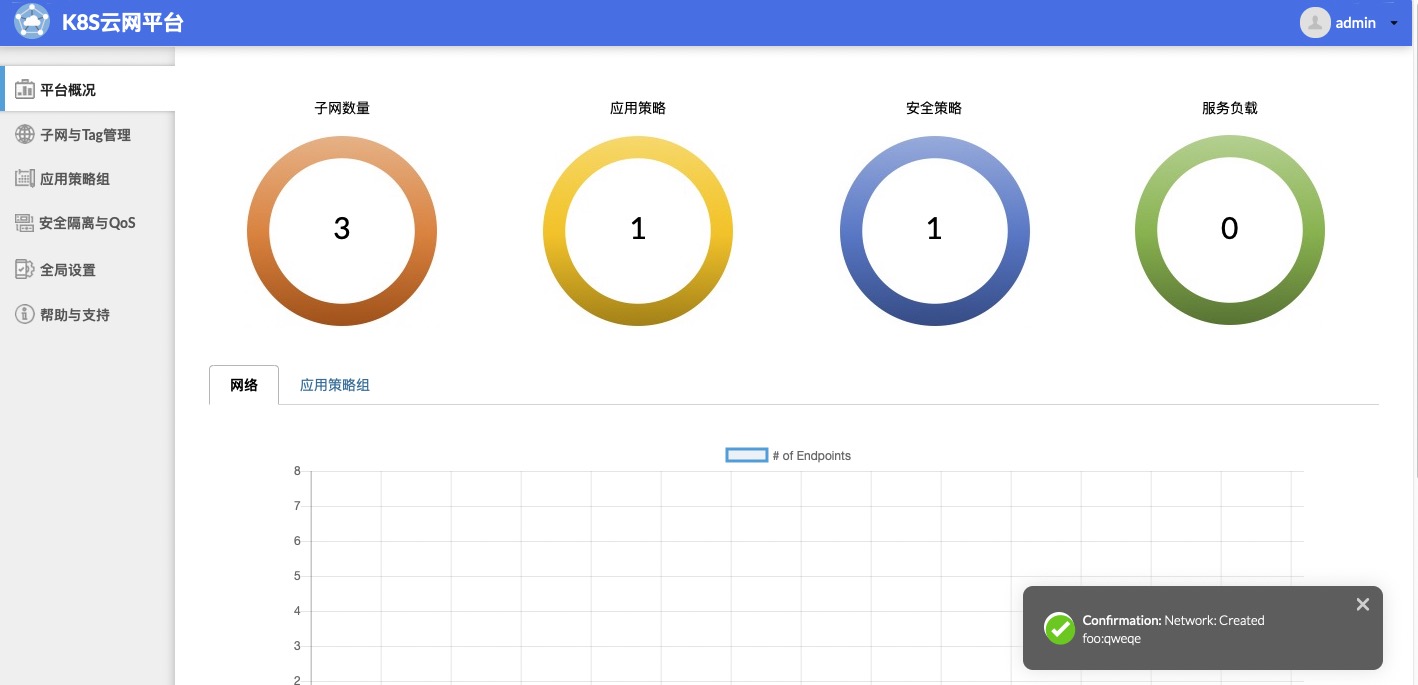 K8S云网平台
admin
平台概况
子网与Tag管理
应用策略组
安全隔离与QoS
全局设置
帮助与支持
子网数量
应用策略
安全策略
服务负载
3
1
1
0
网络
应用策略组
# of Endpoints
8
7
6
5
4
3
2
Confirmation: Network: Created
foo:qweqe